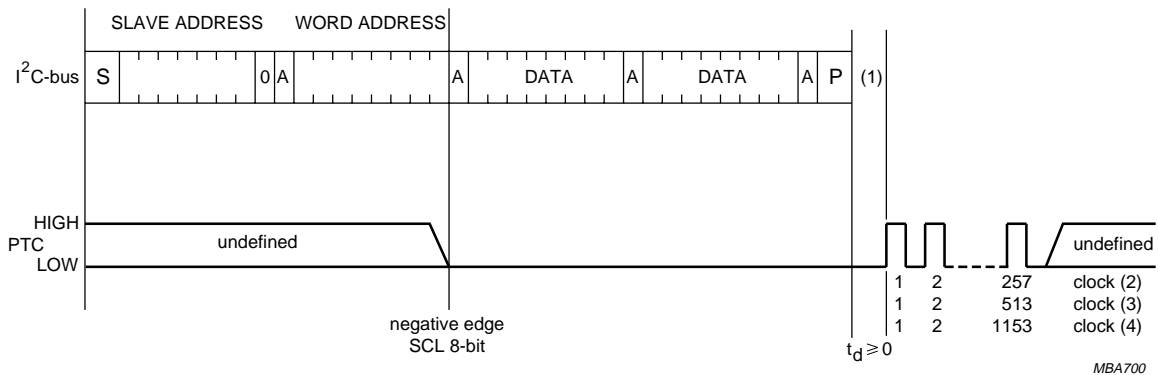 SLAVE ADDRESS WORD ADDRESS
I2C-bus S 0 A A DATA A DATA A P (1)
HIGH
PTC undefined undefined
LOW
1 2 257 clock (2)
1 2 513 clock (3)
1 2 1153 clock (4)
negative edge
SCL 8-bit
td ⩾ 0
MBA700